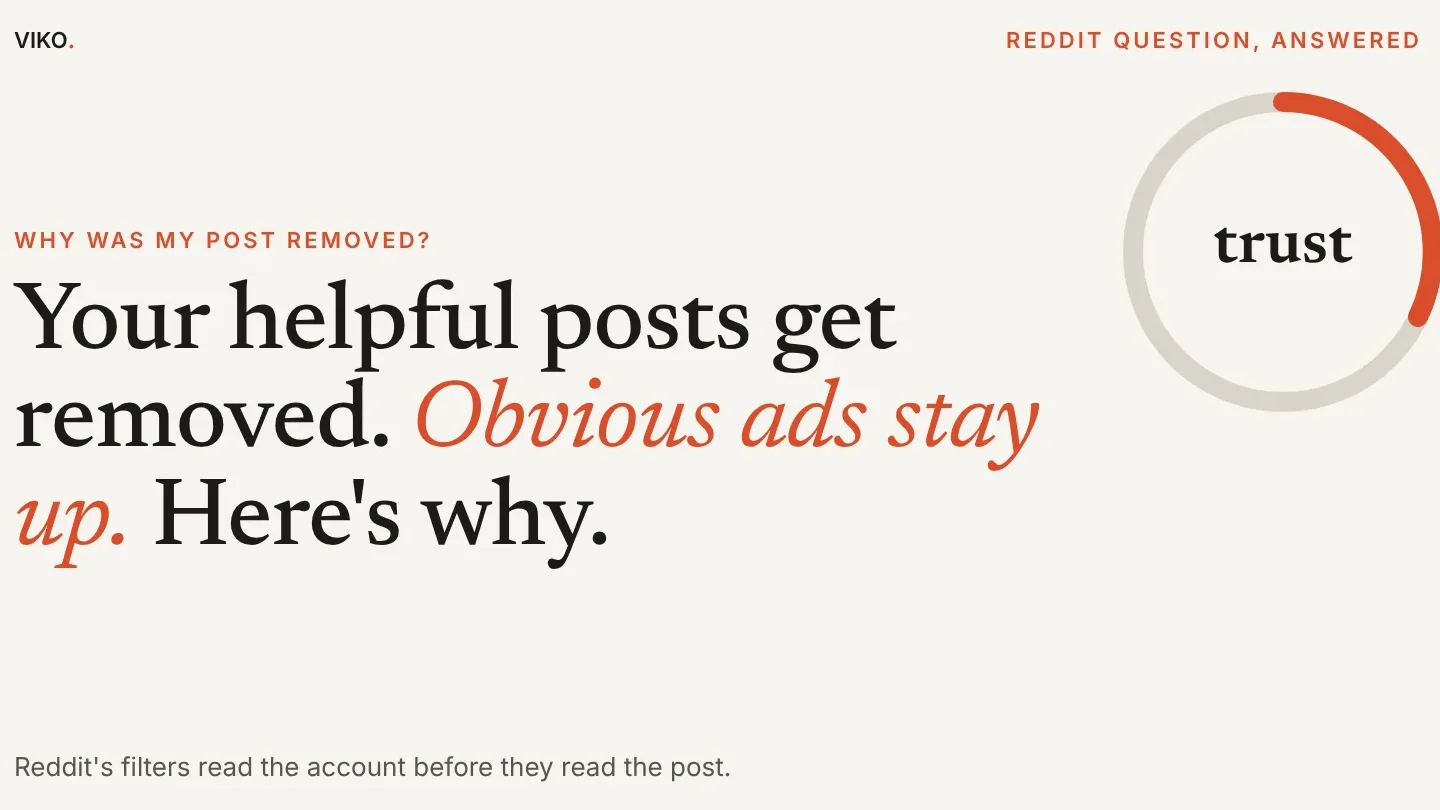 VIKO.
REDDIT QUESTION, ANSWERED
trust
WHY WAS MY POST REMOVED?
Your helpful posts get
removed. Obvious ads stay
up. Here's why.
Reddit's filters read the account before they read the post.